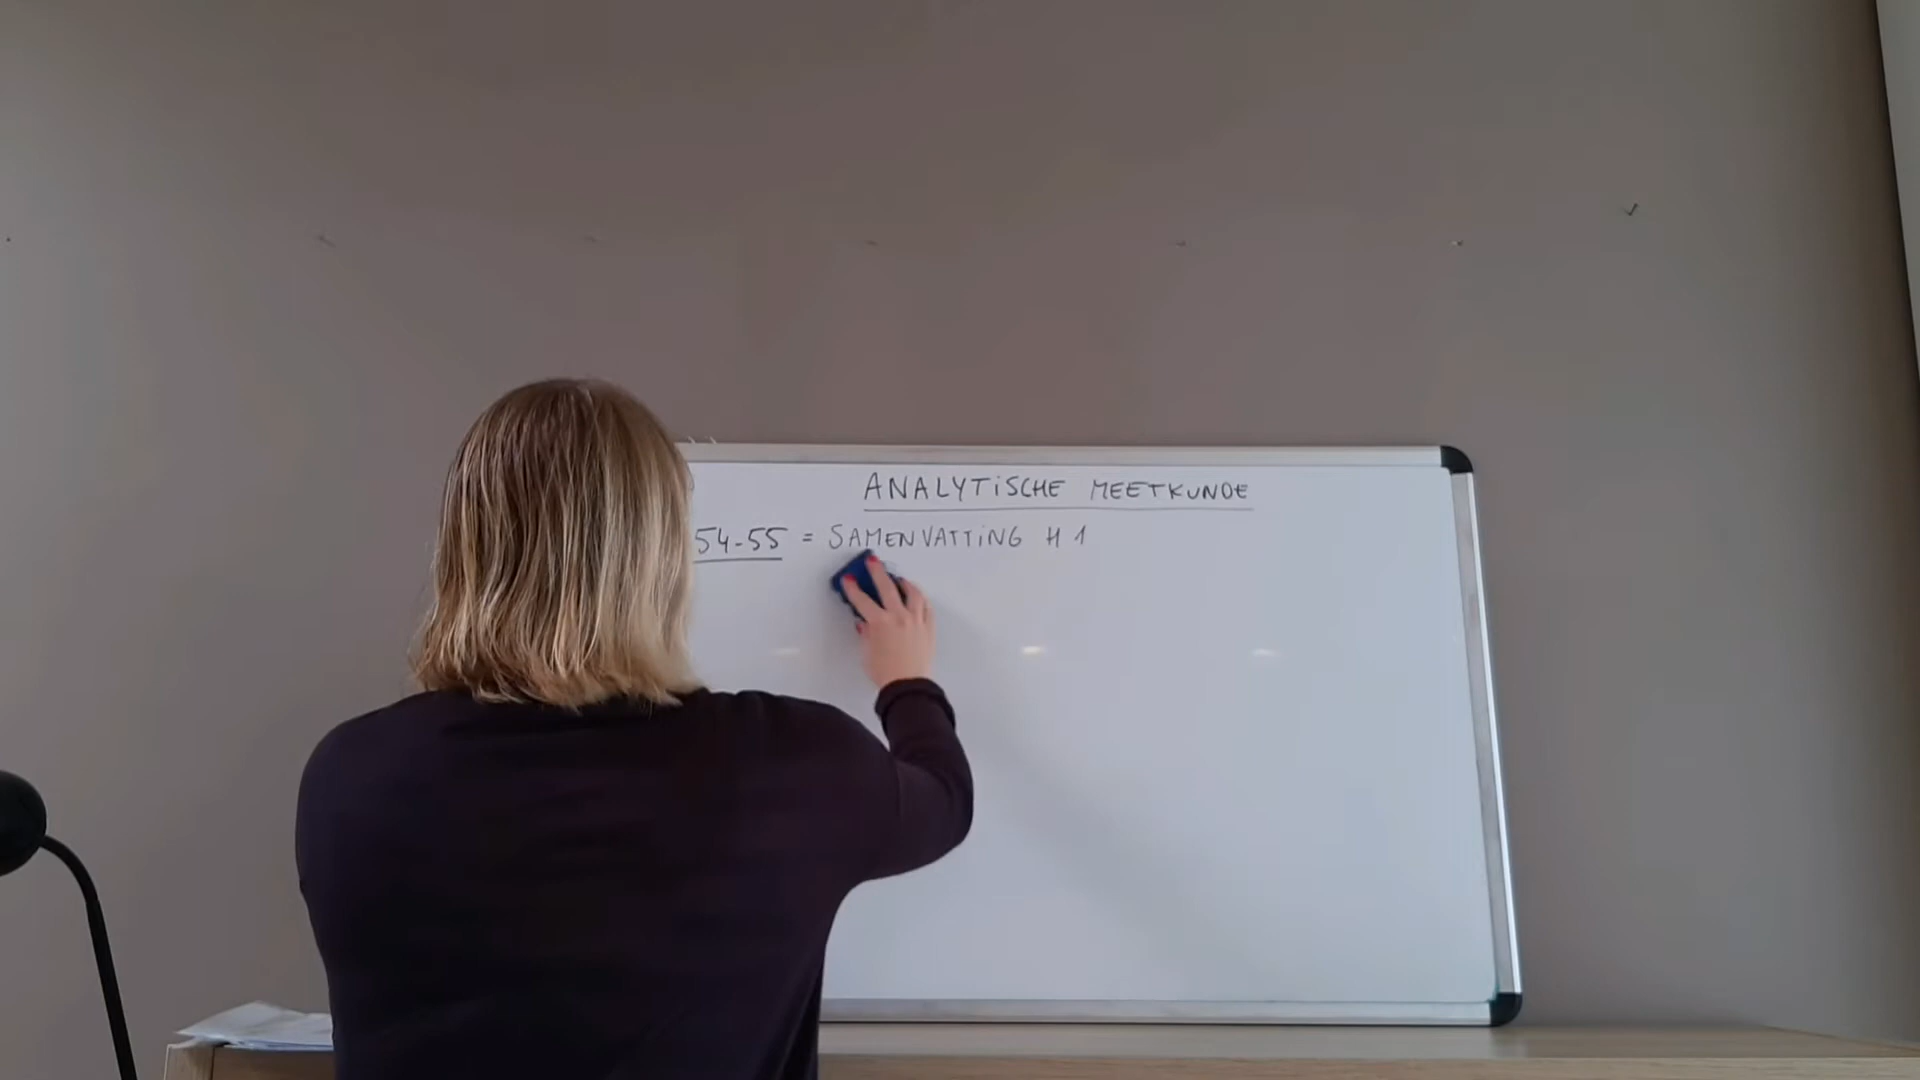 ANALYTISCHE MEETKUNDE
54-55 = SAMENVATTING H 1